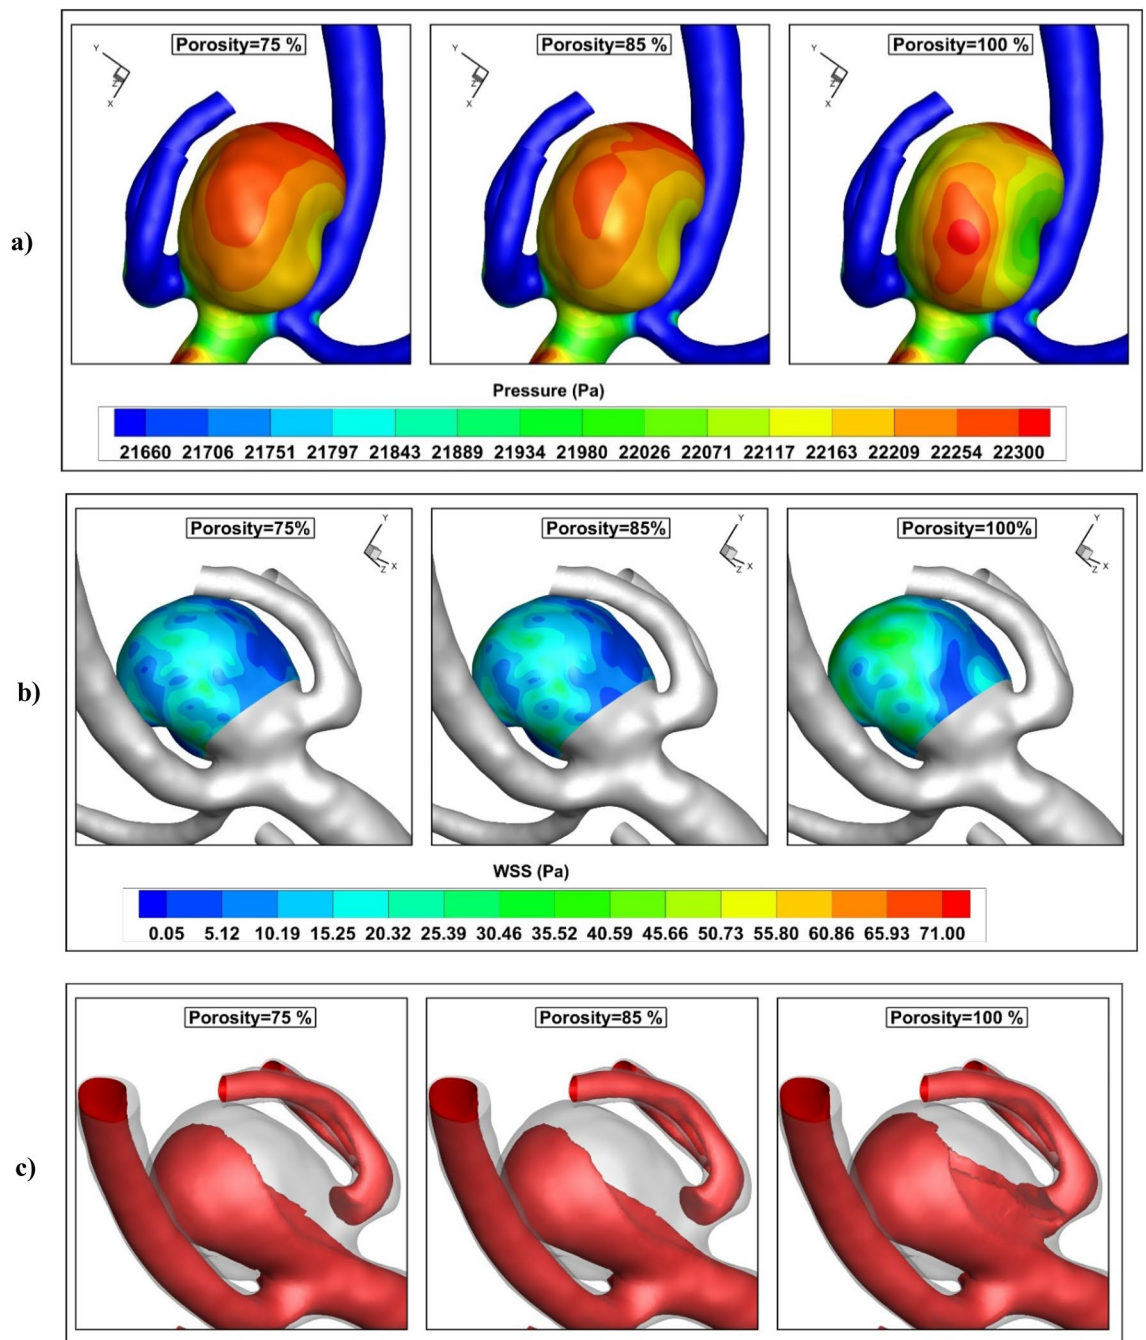 a)
Porosity=75 %
Porosity=85 %
Porosity=100 %
Y
Z
X
Y
Z
X
Y
Z
X
Pressure (Pa)
21660 21706 21751 21797 21843 21889 21934 21980 22026 22071 22117 22163 22209 22254 22300
b)
Porosity=75%
Porosity=85%
Porosity=100%
Y
X
Z
Y
X
Z
Y
X
Z
WSS (Pa)
0.05 5.12 10.19 15.25 20.32 25.39 30.46 35.52 40.59 45.66 50.73 55.80 60.86 65.93 71.00
c)
Porosity=75 %
Porosity=85 %
Porosity=100 %